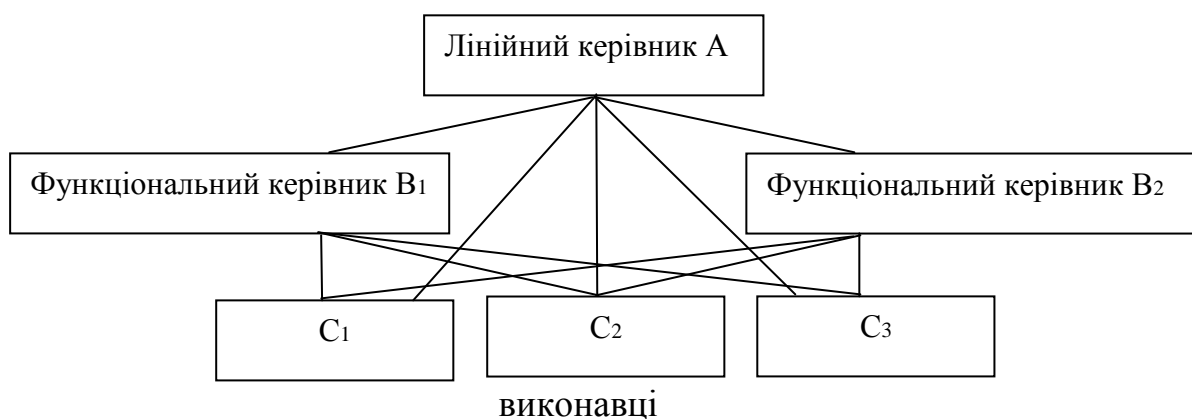 Лінійний керівник А
Функціональний керівник В1
Функціональний керівник В2
С1
С2
С3
виконавці